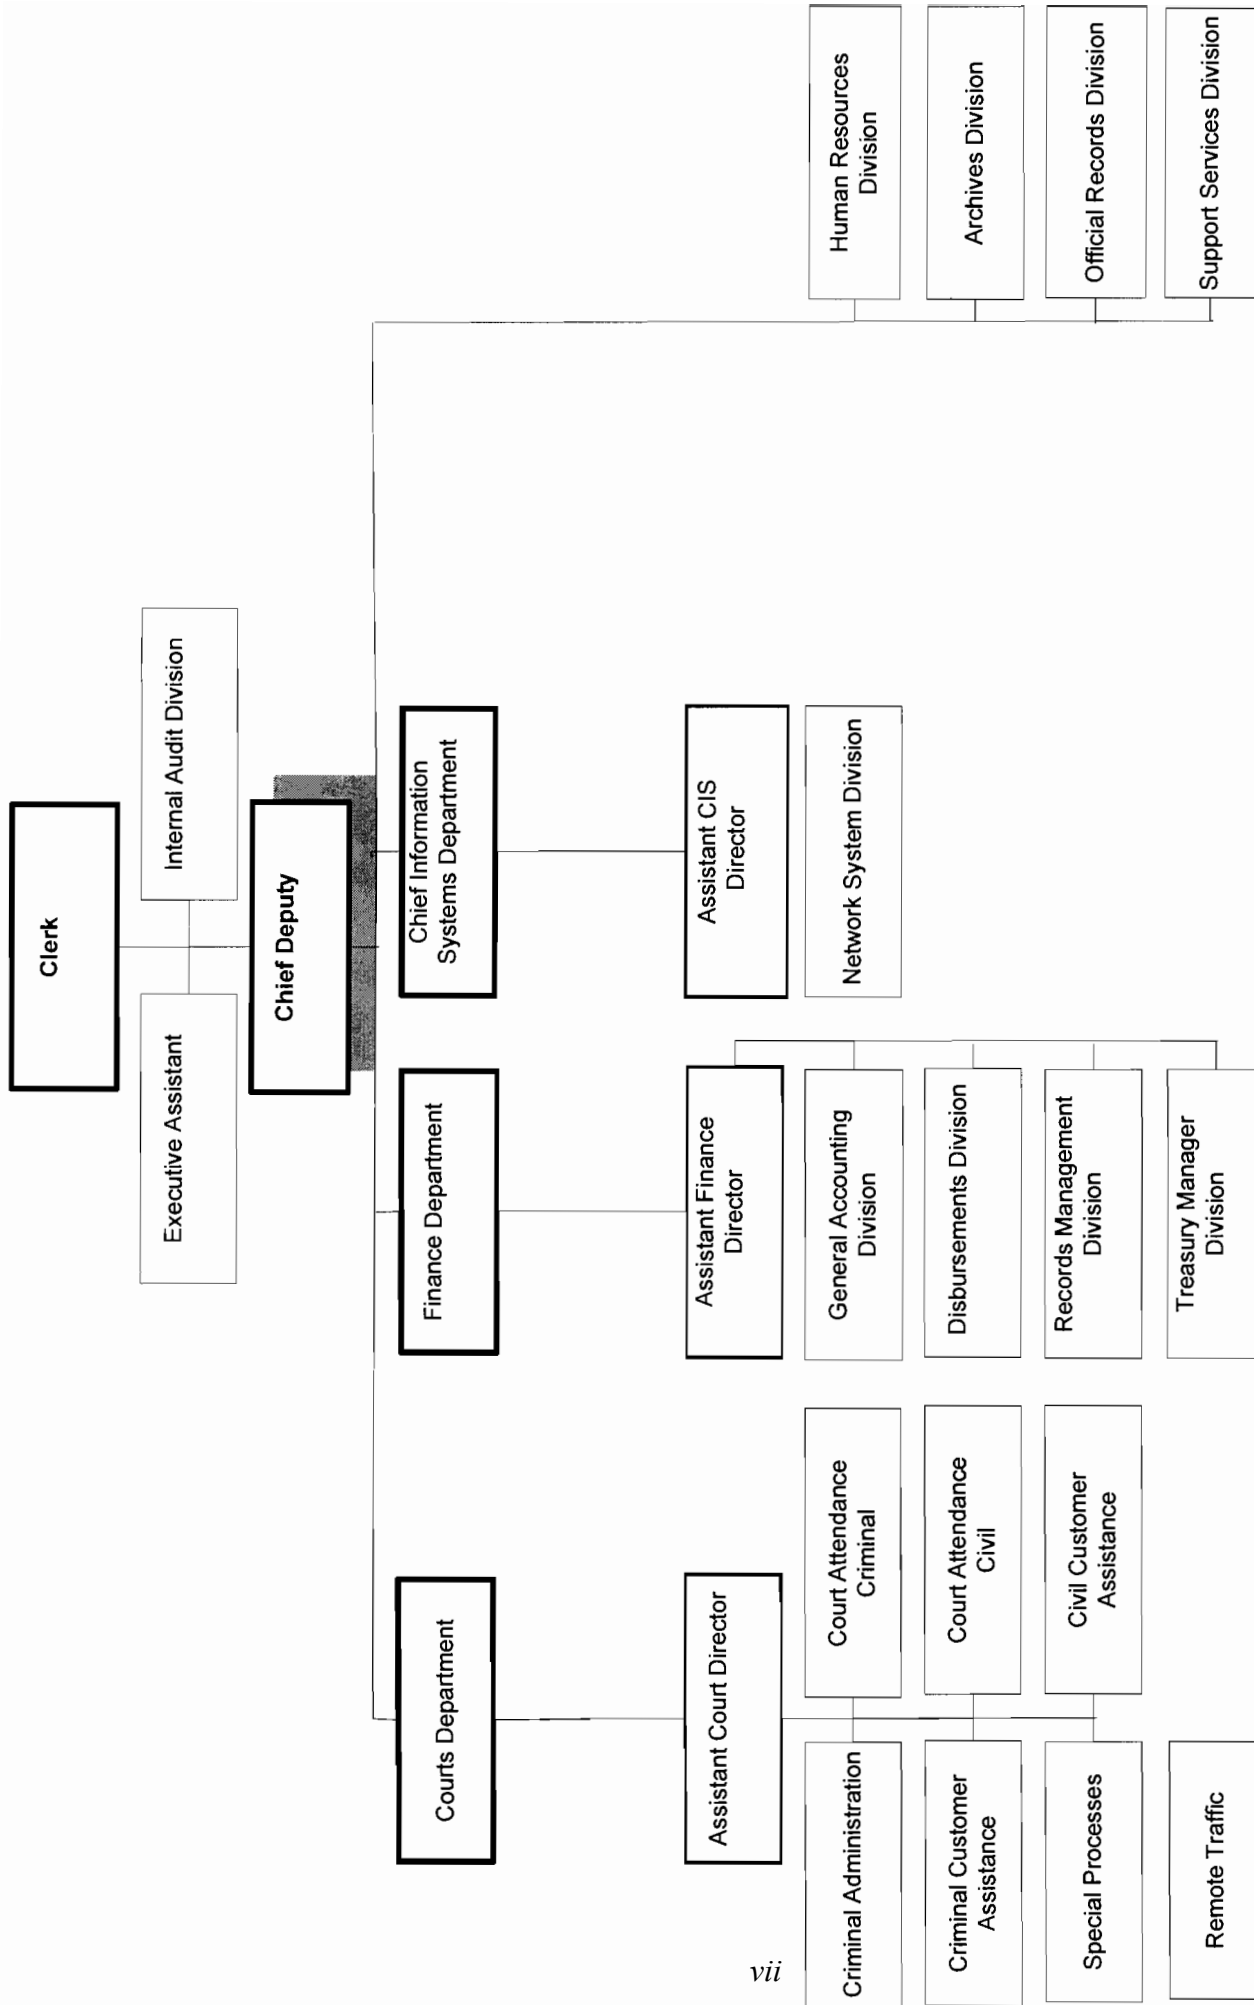 Clerk
Executive Assistant
Internal Audit Division
Chief Deputy
Courts Department
Finance Department
Chief Information
Systems Department
Assistant Court Director
Assistant Finance
Director
Assistant CIS
Director
Criminal Administration
Court Attendance
Criminal
General Accounting
Division
Network System Division
Human Resources
Division
Criminal Customer
Assistance
Court Attendance
Civil
Disbursements Division
Archives Division
Special Processes
Civil Customer
Assistance
Records Management
Division
Official Records Division
Remote Traffic
Treasury Manager
Division
Support Services Division
vii